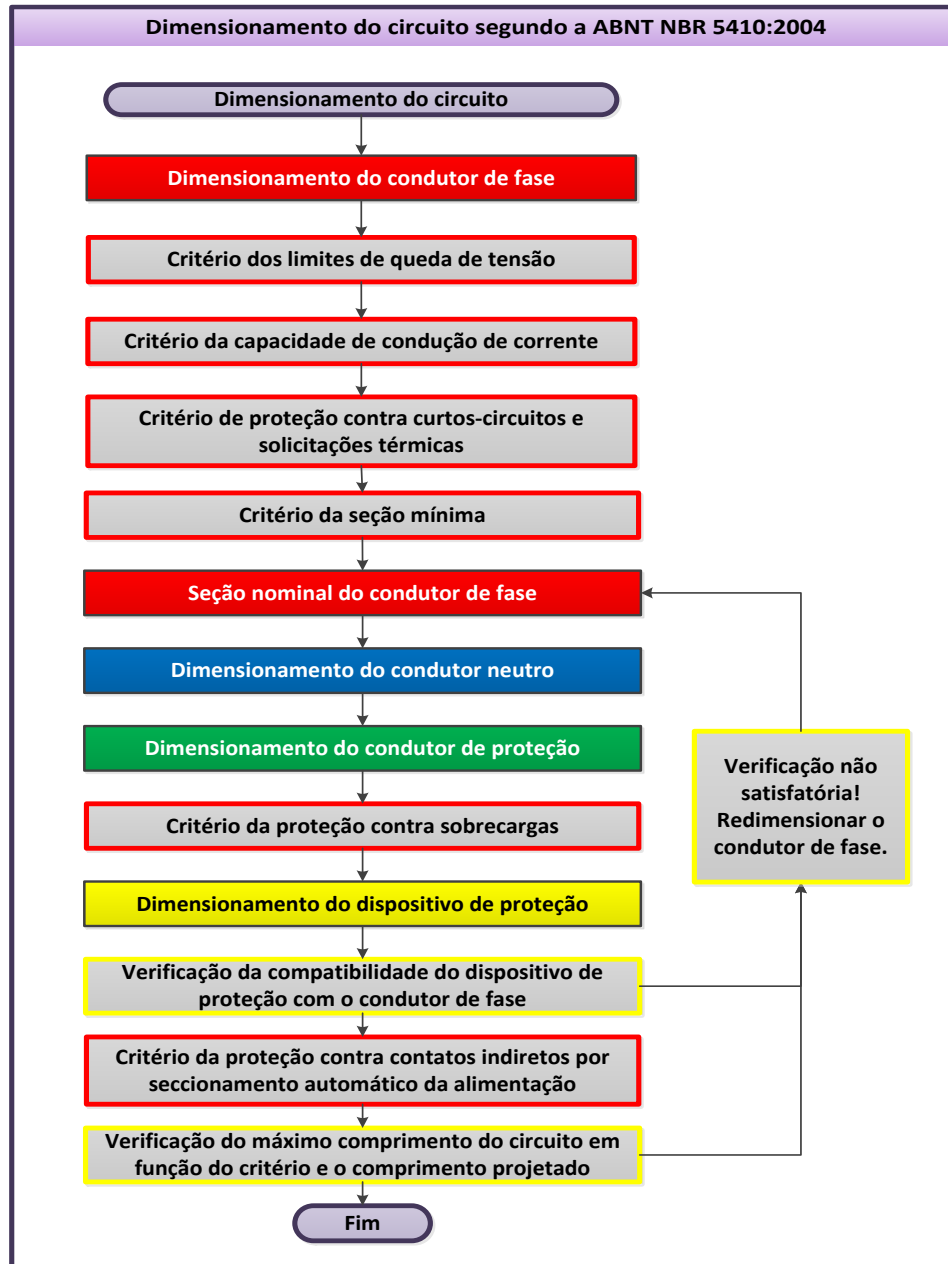 Dimensionamento do circuito segundo a ABNT NBR 5410:2004
Dimensionamento do circuito
Dimensionamento do condutor de fase
Critério dos limites de queda de tensão
Critério da capacidade de condução de corrente
Critério de proteção contra curtos-circuitos e
solicitações térmicas
Critério da seção mínima
Seção nominal do condutor de fase
Dimensionamento do condutor neutro
Dimensionamento do condutor de proteção
Verificação não
satisfatória!
Redimensionar o
condutor de fase.
Critério da proteção contra sobrecargas
Dimensionamento do dispositivo de proteção
Verificação da compatibilidade do dispositivo de
proteção com o condutor de fase
Critério da proteção contra contatos indiretos por
seccionamento automático da alimentação
Verificação do máximo comprimento do circuito em
função do critério e o comprimento projetado
Fim